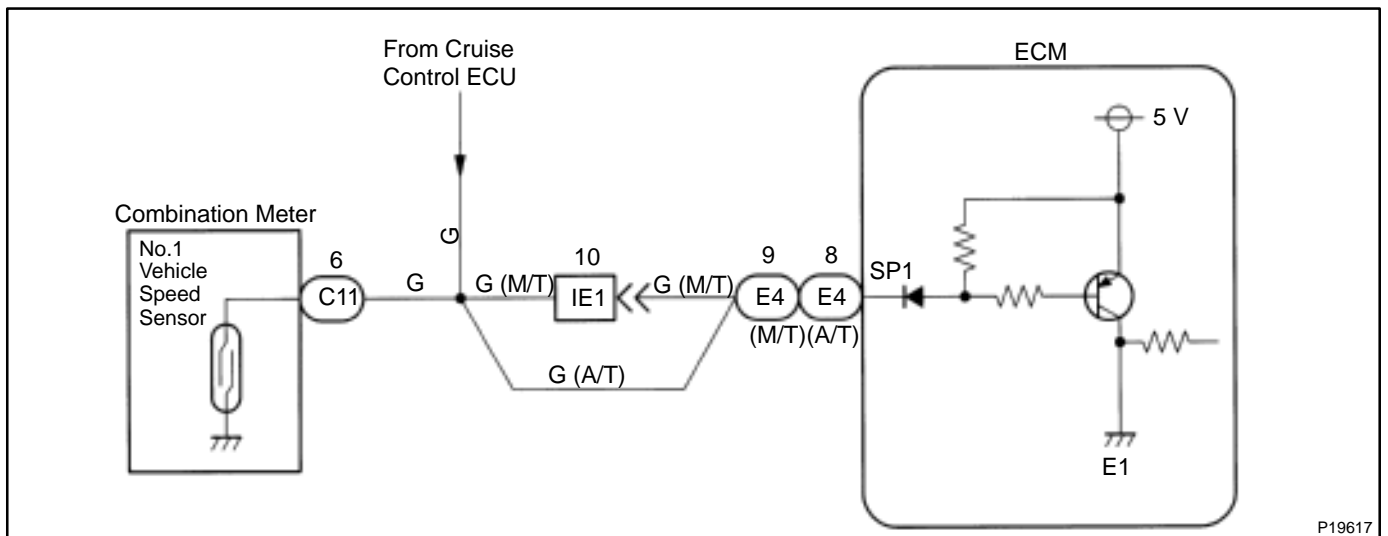 From Cruise
Control ECU
ECM
5 V
Combination Meter
No.1
Vehicle
Speed
Sensor
6
C11
G
G
G (M/T)
10
IE1
G (M/T)
9
E4
8
E4
(M/T)
(A/T)
SP1
G (A/T)
E1
P19617